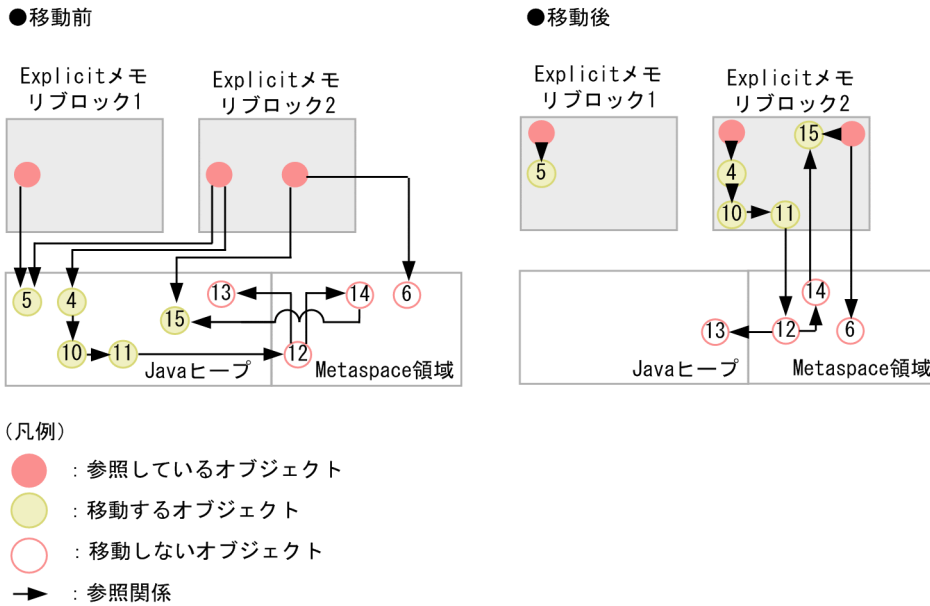 ●移動前
Explicitメモ
リブロック1
Explicitメモ
リブロック2
5
4
13
14
6
15
10
11
12
Javaヒープ
Metaspace領域
●移動後
Explicitメモ
リブロック1
Explicitメモ
リブロック2
15
5
4
10
11
14
13
12
6
Javaヒープ
Metaspace領域
(凡例)
：参照しているオブジェクト
：移動するオブジェクト
：移動しないオブジェクト
：参照関係